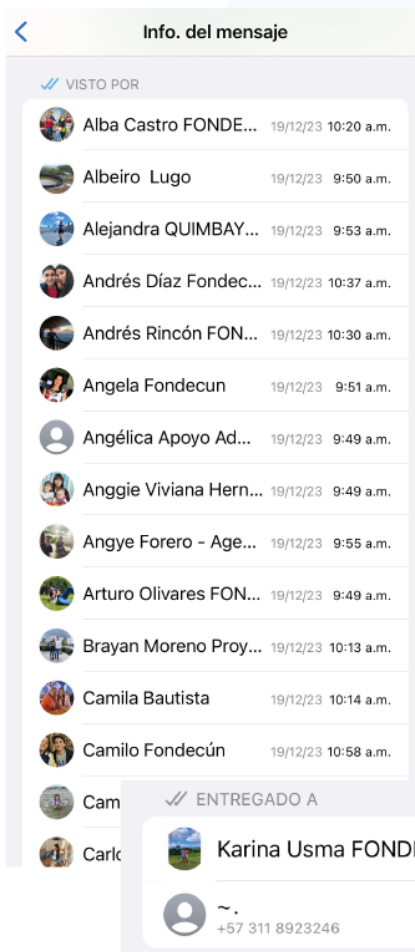 Info. del mensaje
VISTO POR
Alba Castro FONDE... 19/12/23 10:20 a.m.
Albeiro Lugo 19/12/23 9:50 a.m.
Alejandra QUIMBAY... 19/12/23 9:53 a.m.
Andrés Díaz Fondec... 19/12/23 10:37 a.m.
Andrés Rincón FON... 19/12/23 10:30 a.m.
Angela Fondecun 19/12/23 9:51 a.m.
Angélica Apoyo Ad... 19/12/23 9:49 a.m.
Anggie Viviana Hern... 19/12/23 9:49 a.m.
Angye Forero - Age... 19/12/23 9:55 a.m.
Arturo Olivares FON... 19/12/23 9:49 a.m.
Brayan Moreno Proy... 19/12/23 10:13 a.m.
Camila Bautista 19/12/23 10:14 a.m.
Camilo Fondecún 19/12/23 10:58 a.m.
Cam
Carlo
ENTREGADO A
Karina Usma FOND
~.
+57 311 8923246